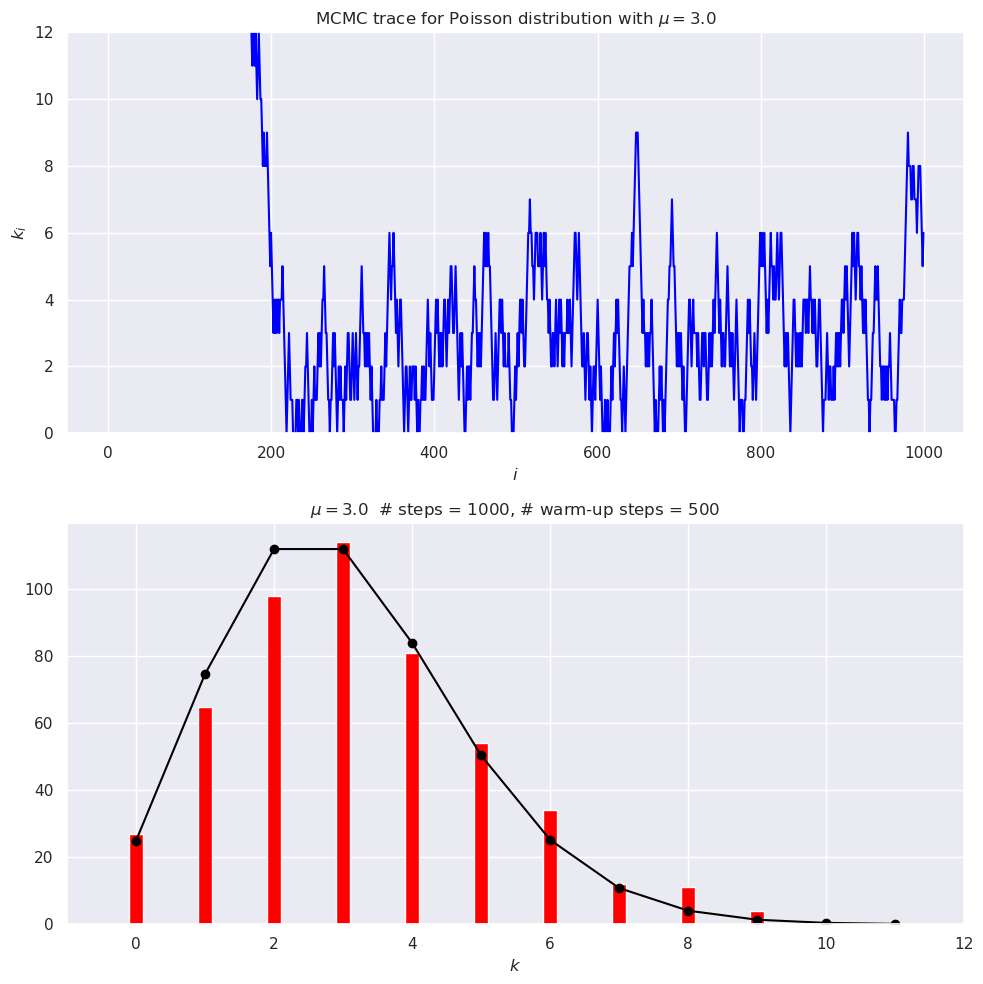 MCMC trace for Poisson distribution with μ = 3.0
12
10
8
6
4
2
0
k_i
0 200 400 600 800 1000
i
μ = 3.0 # steps = 1000, # warm-up steps = 500
100
80
60
40
20
0
0 2 4 6 8 10 12
k